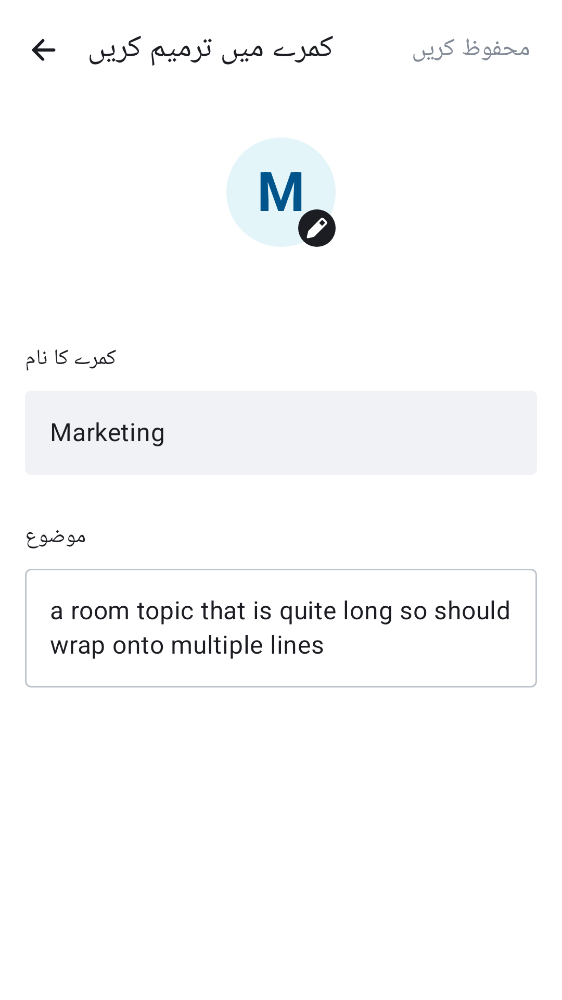 کمرے میں ترمیم کریں
محفوظ کریں
M
کمرے کا نام
Marketing
موضوع
a room topic that is quite long so should
wrap onto multiple lines